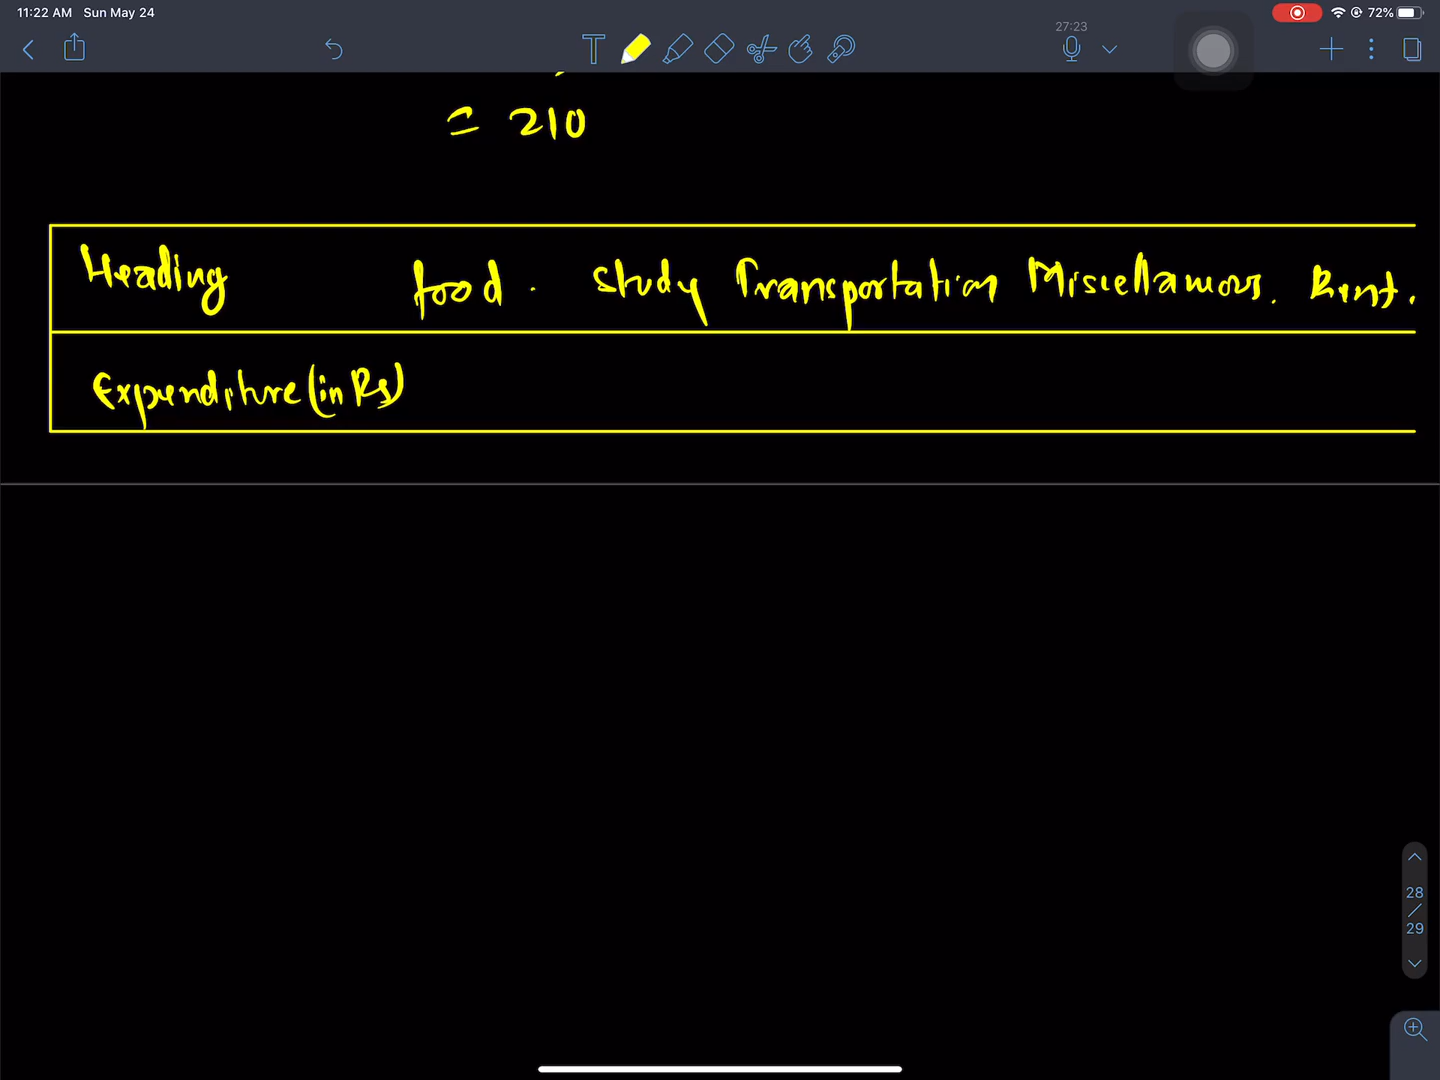 11:22 AM Sun May 24
72%
27:23
= 210
Heading food. study Transportation Miscellamous. Rent.
Expenditure (in Rs)
28
/
29